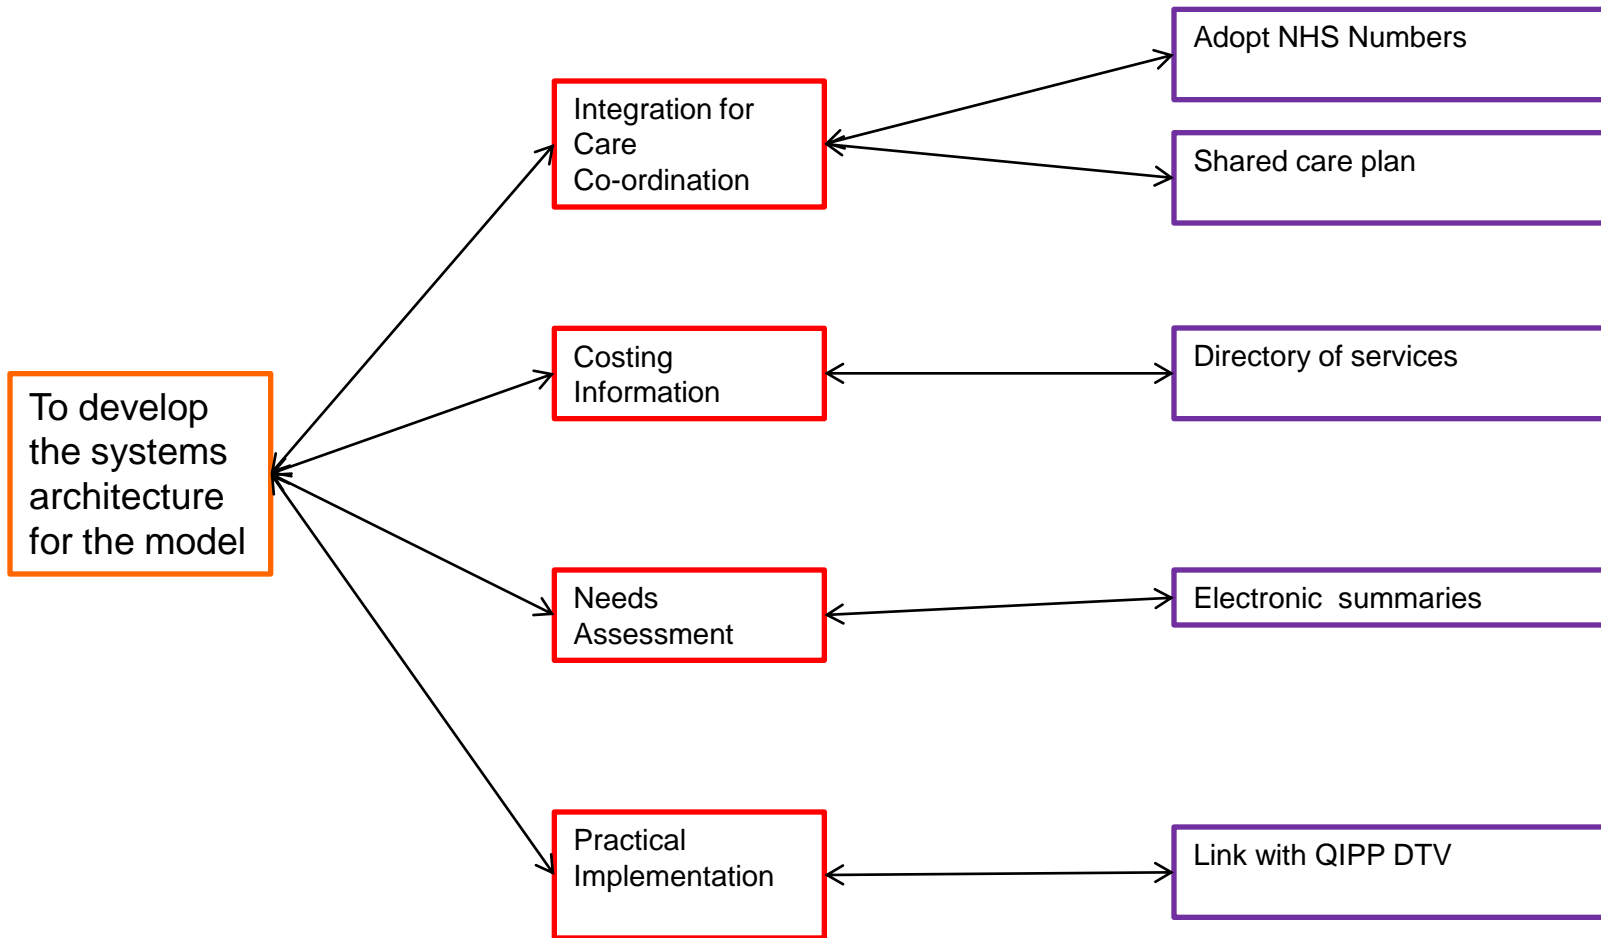 To develop
the systems
architecture
for the model
Integration for
Care
Co-ordination
Adopt NHS Numbers
Shared care plan
Costing
Information
Directory of services
Needs
Assessment
Electronic  summaries
Practical
Implementation
Link with QIPP DTV